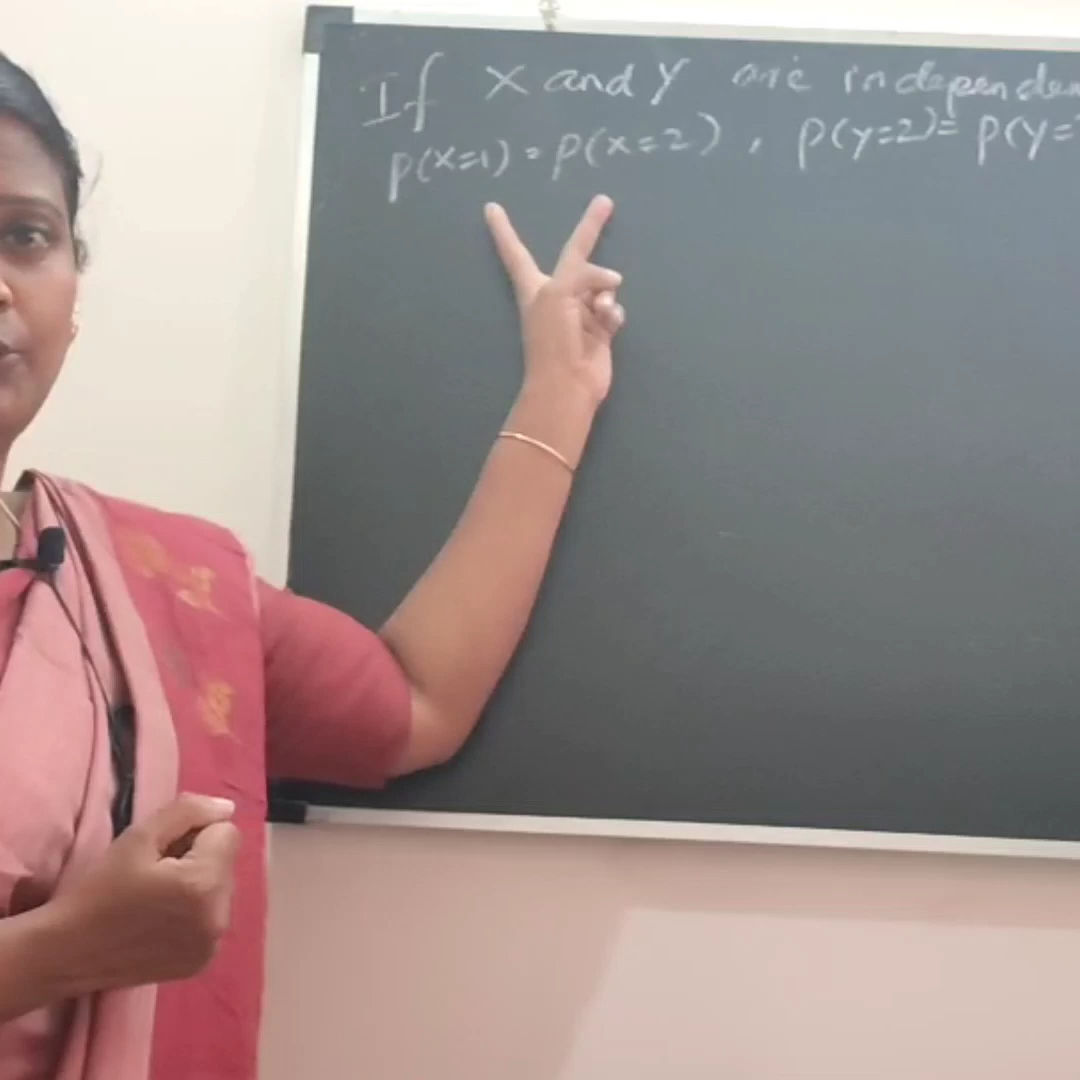 If X and Y are independen
P(X=1) = P(X=2), P(Y=2) = P(Y=